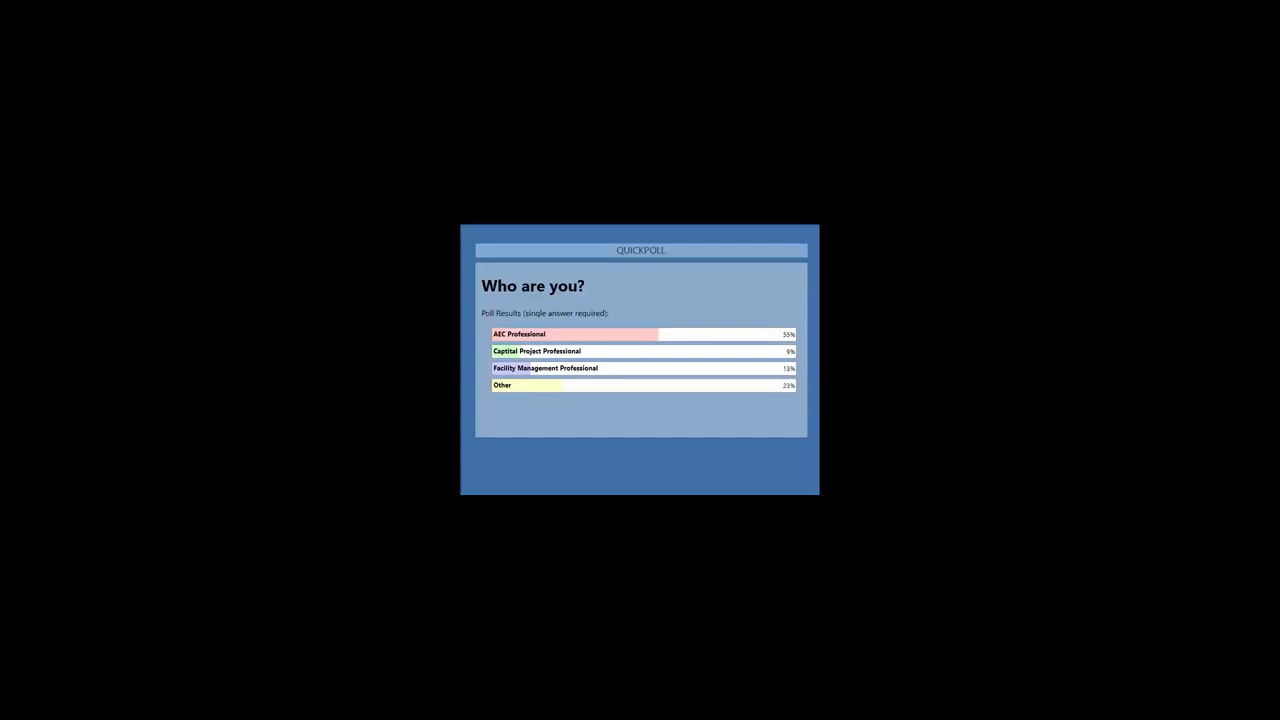 QUICKPOLL
Who are you?
Poll Results (single answer required):
AEC Professional 55%
Captital Project Professional 9%
Facility Management Professional 13%
Other 23%